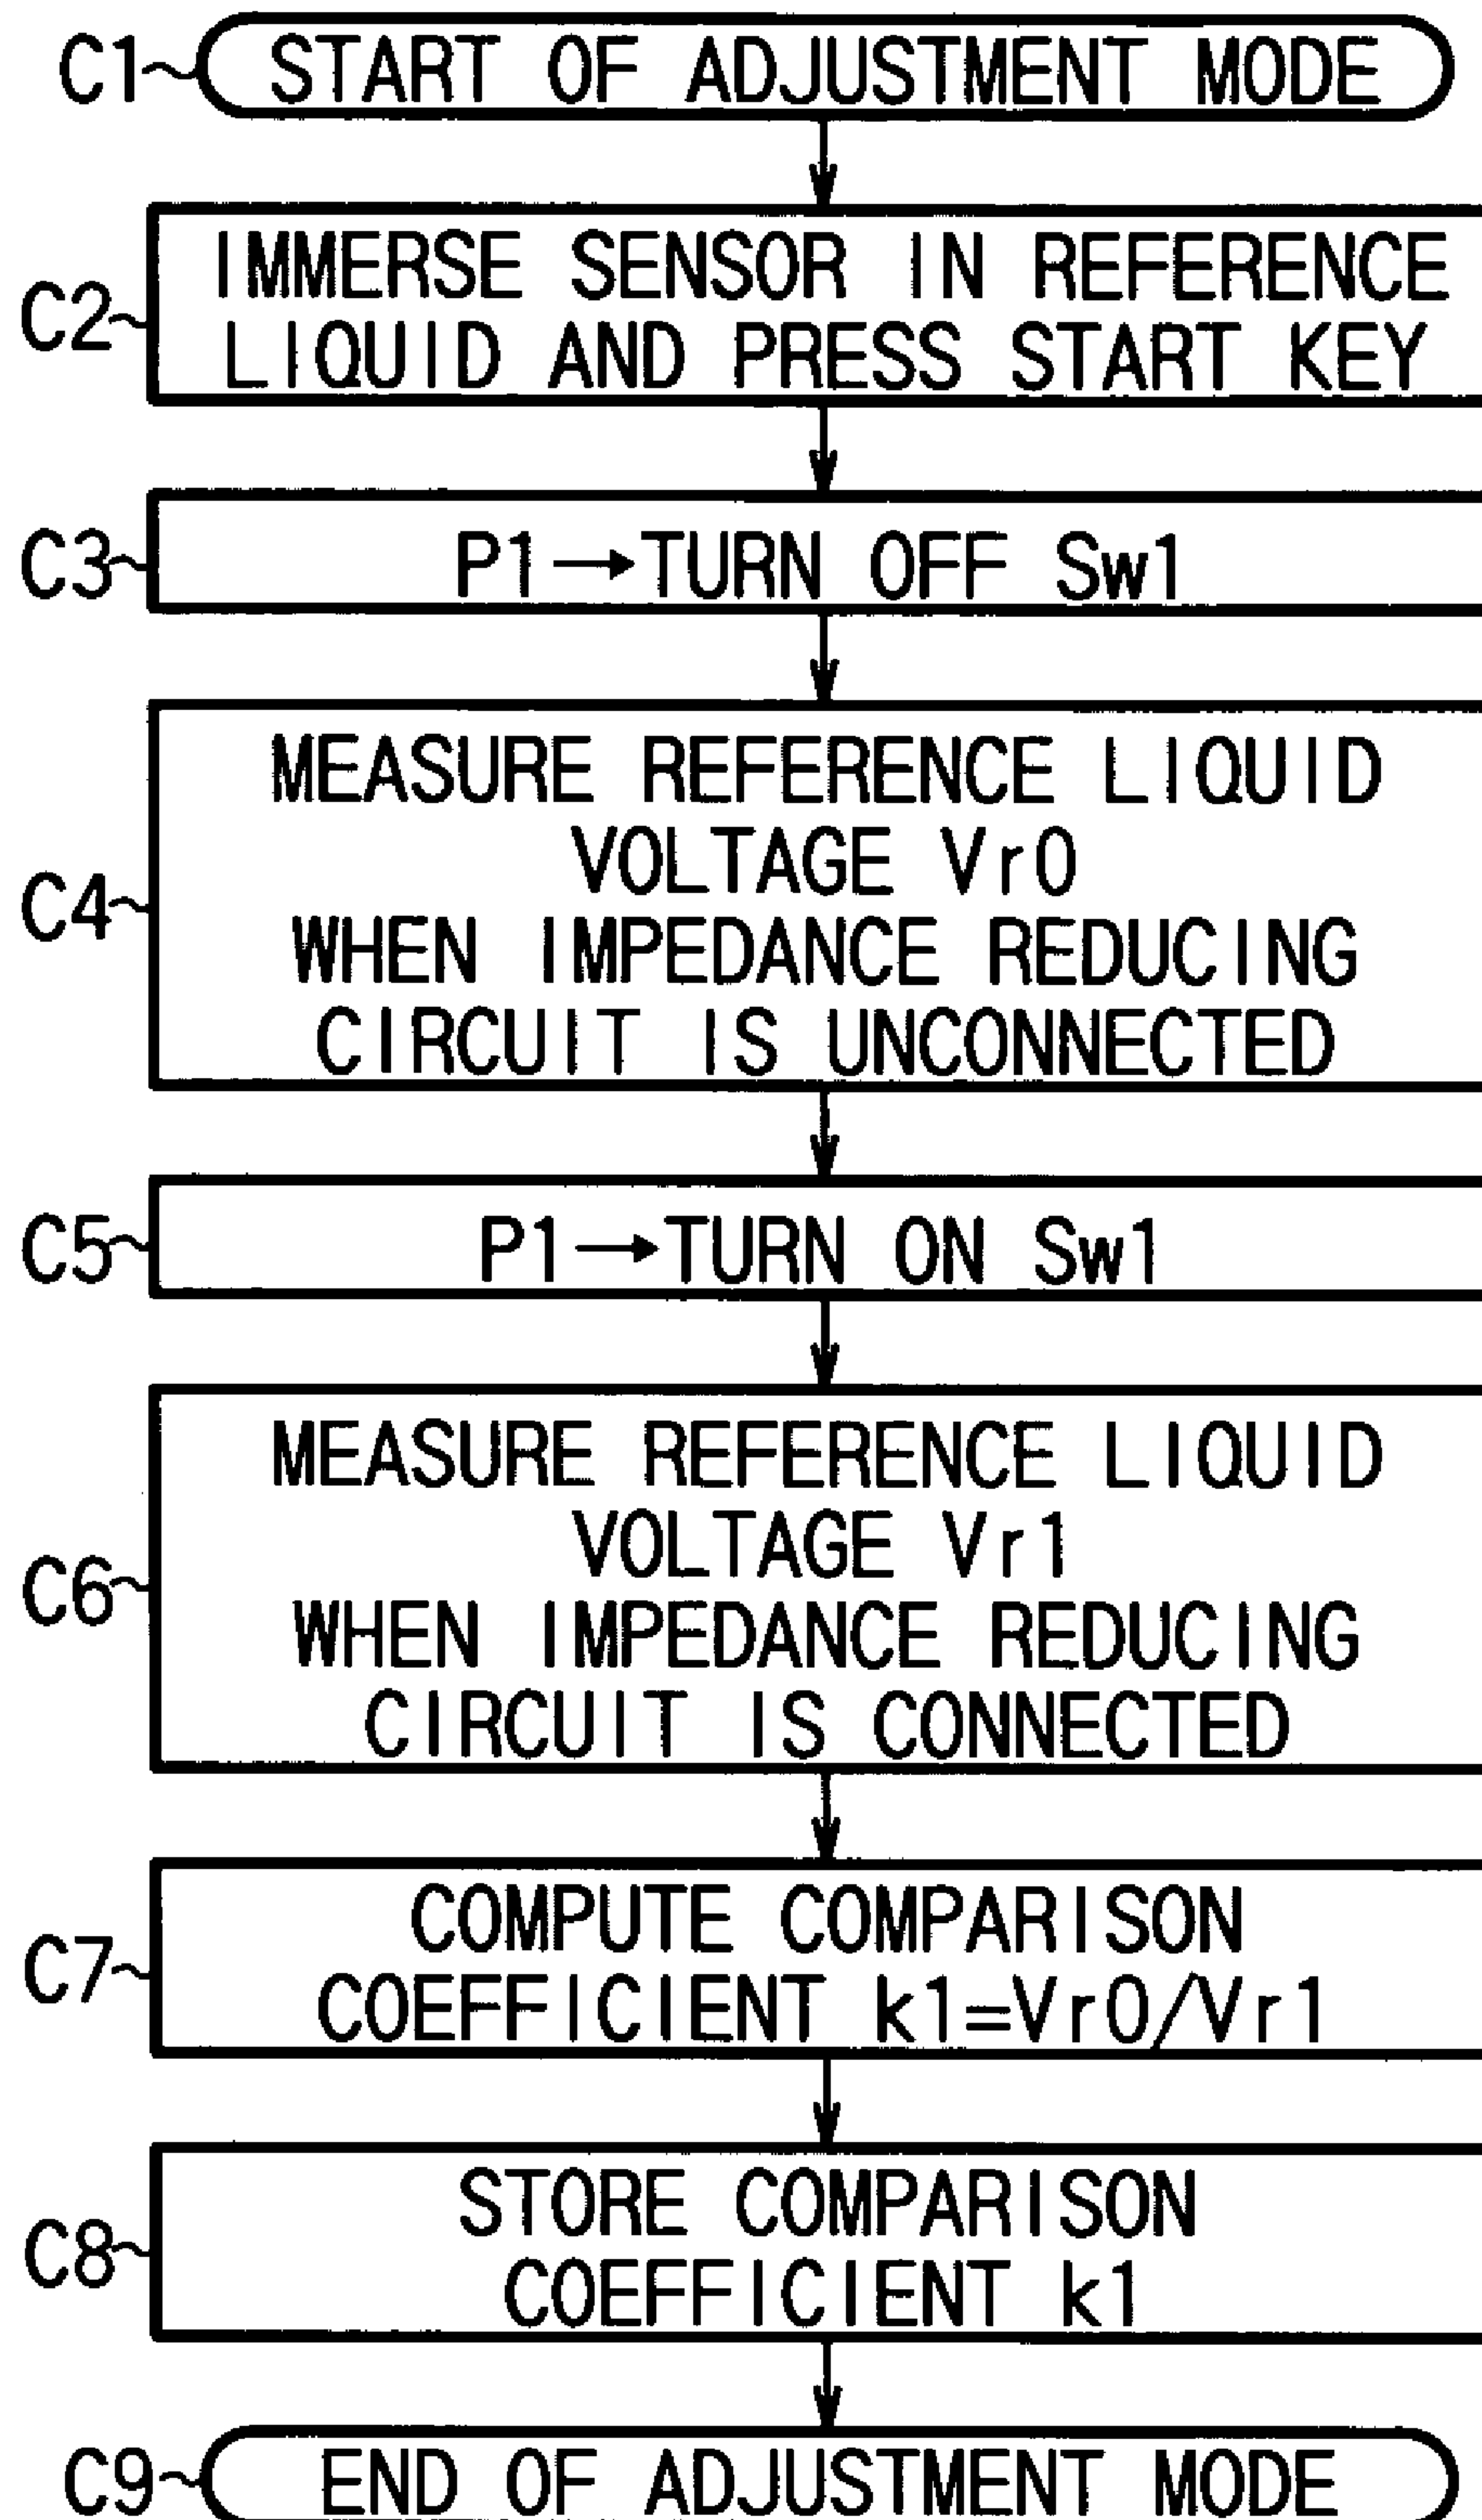 C1 START OF ADJUSTMENT MODE
C2 IMMERSE SENSOR IN REFERENCE
LIQUID AND PRESS START KEY
C3 P1→TURN OFF Sw1
MEASURE REFERENCE LIQUID
VOLTAGE Vr0
C4 WHEN IMPEDANCE REDUCING
CIRCUIT IS UNCONNECTED
C5 P1→TURN ON Sw1
MEASURE REFERENCE LIQUID
VOLTAGE Vr1
C6 WHEN IMPEDANCE REDUCING
CIRCUIT IS CONNECTED
C7 COMPUTE COMPARISON
COEFFICIENT k1=Vr0/Vr1
C8 STORE COMPARISON
COEFFICIENT k1
C9 END OF ADJUSTMENT MODE